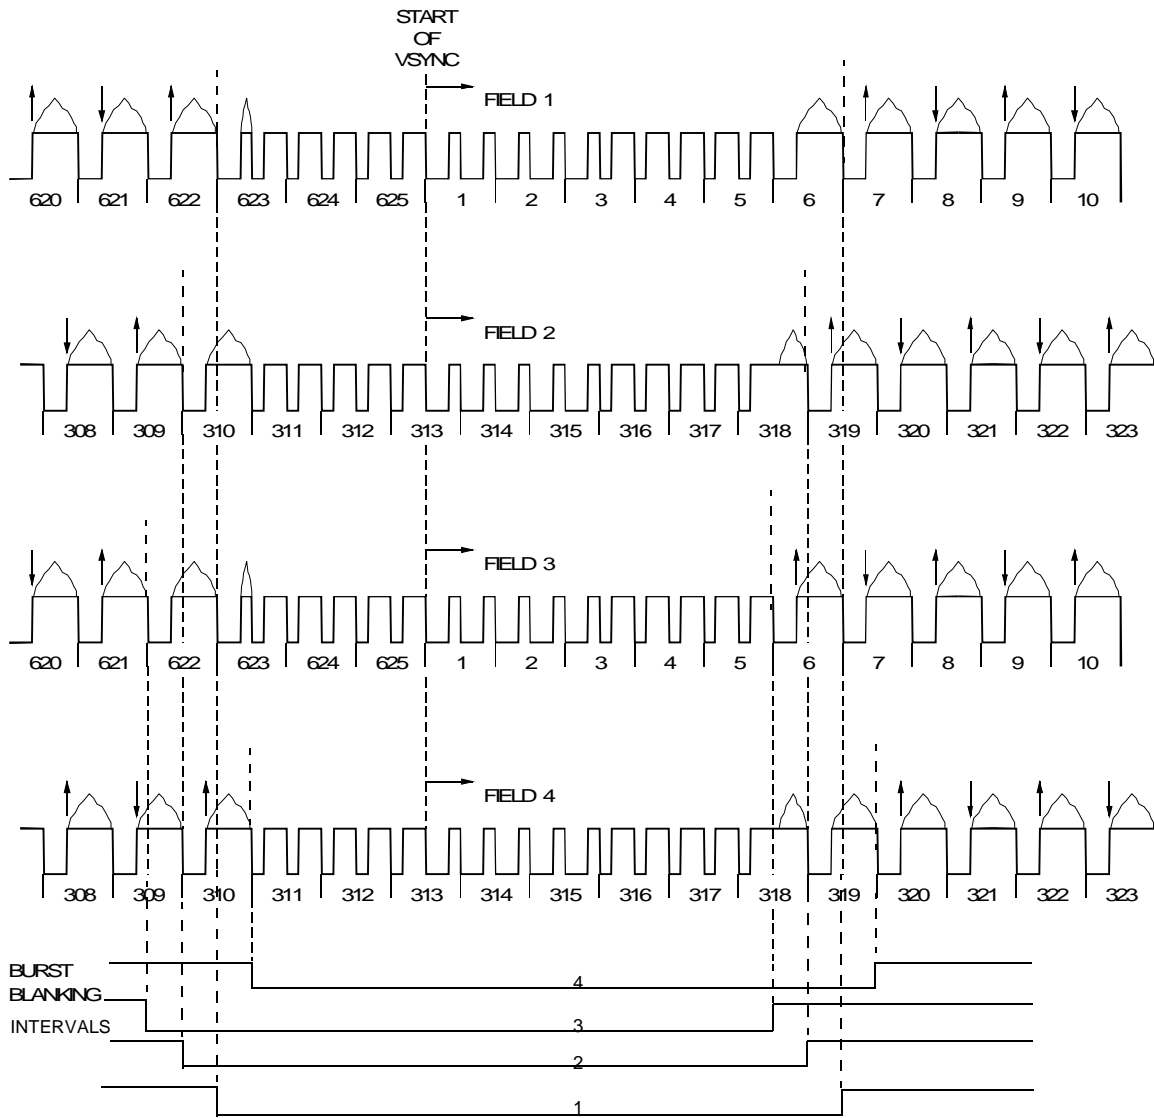 START
OF
VSYNC
FIELD 1
620 621 622 623 624 625 1 2 3 4 5 6 7 8 9 10
FIELD 2
308 309 310 311 312 313 314 315 316 317 318 319 320 321 322 323
FIELD 3
620 621 622 623 624 625 1 2 3 4 5 6 7 8 9 10
FIELD 4
308 309 310 311 312 313 314 315 316 317 318 319 320 321 322 323
BURST
BLANKING
INTERVALS
4
3
2
1